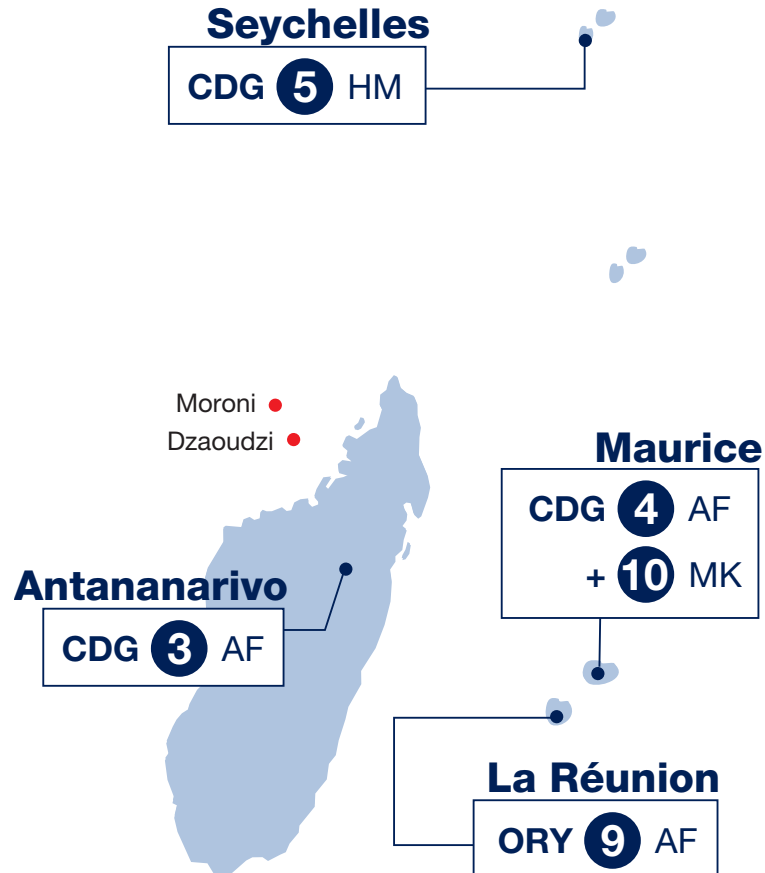 Seychelles
CDG 5 HM
Moroni
Dzaoudzi
Maurice
CDG 4 AF
+ 10 MK
Antananarivo
CDG 3 AF
La Réunion
ORY 9 AF